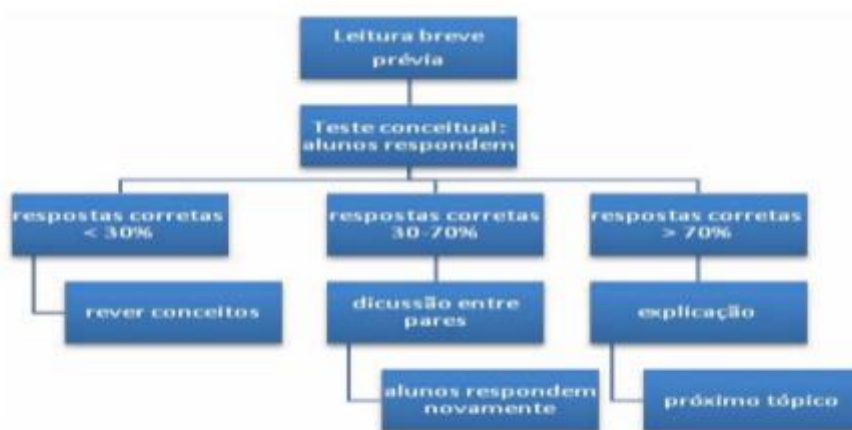 Leitura breve
prévia
Teste conceitual:
alunos respondem
respostas corretas
< 30%
respostas corretas
30-70%
respostas corretas
> 70%
rever conceitos
dicussão entre
pares
explicação
alunos respondem
novamente
próximo tópico